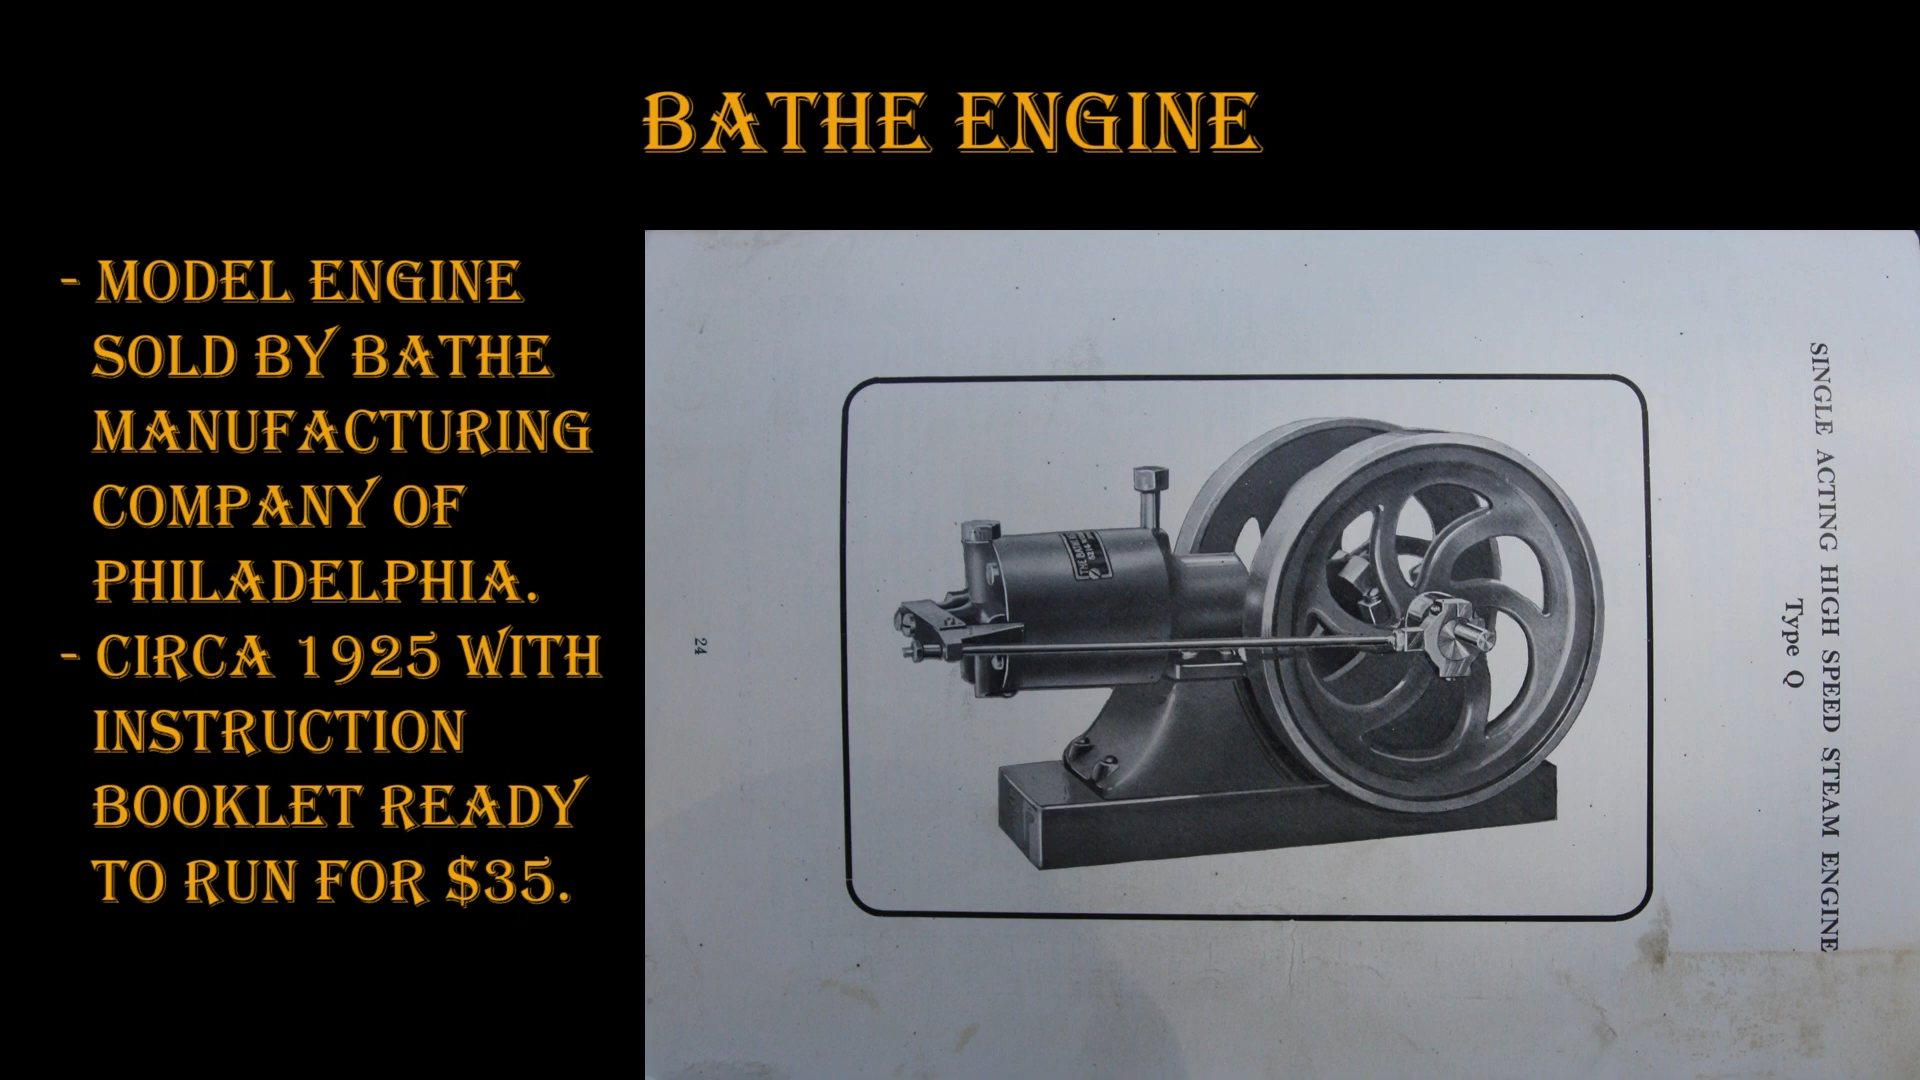 BATHE ENGINE
- MODEL ENGINE
SOLD BY BATHE
MANUFACTURING
COMPANY OF
PHILADELPHIA.
- CIRCA 1925 WITH
INSTRUCTION
BOOKLET READY
TO RUN FOR $35.
SINGLE ACTING HIGH SPEED STEAM ENGINE
Type Q
THE
24